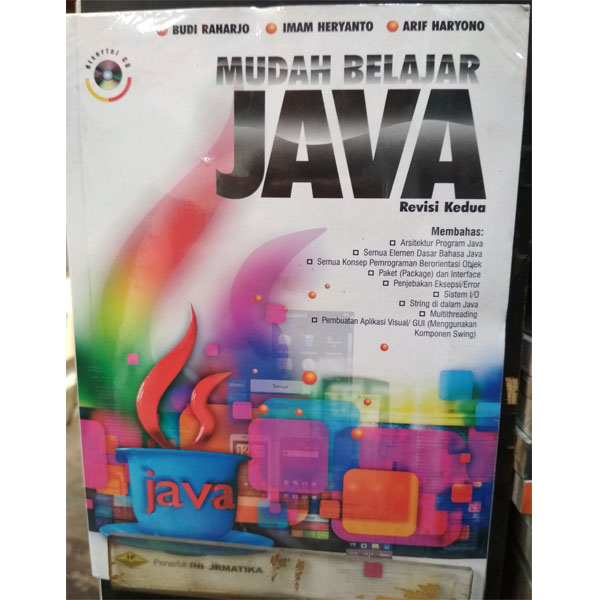 BUDI RAHARJO IMAM HERYANTO ARIF HARYONO
disertai CD
MUDAH BELAJAR
JAVA
Revisi Kedua
Membahas:
Arsitektur Program Java
Semua Elemen Dasar Bahasa Java
Semua Konsep Pemrograman Berorientasi Objek
Paket (Package) dan Interface
Penjebakan Eksepsi/Error
Sistem I/O
String di dalam Java
Multithreading
Pembuatan Aplikasi Visual/ GUI (Menggunakan
Komponen Swing)
java
Penerbit INF RMATIKA